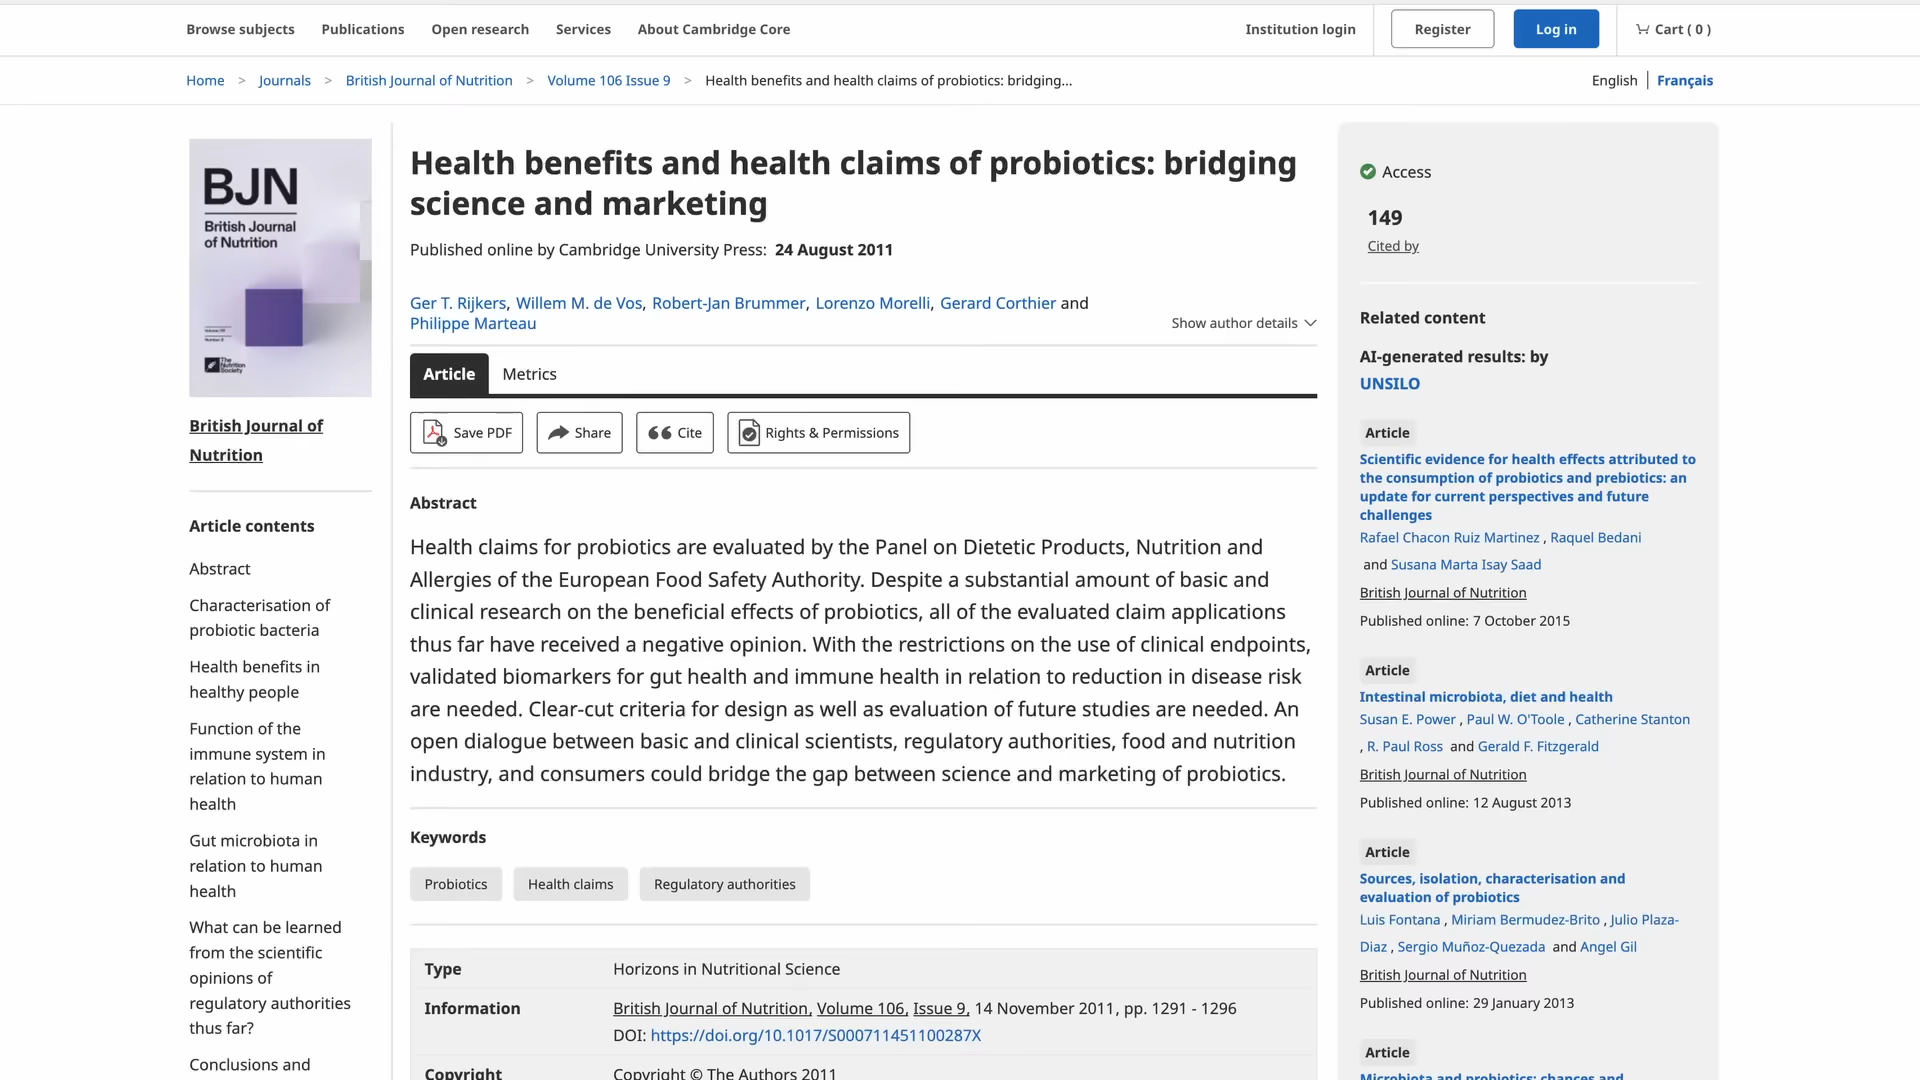 Browse subjects Publications Open research Services About Cambridge Core Institution login Register Log in Cart ( 0 )
Home > Journals > British Journal of Nutrition > Volume 106 Issue 9 > Health benefits and health claims of probiotics: bridging... English | Français
BJN
British Journal
of Nutrition
The
Nutrition
Society
British Journal of
Nutrition
Article contents
Abstract
Characterisation of
probiotic bacteria
Health benefits in
healthy people
Function of the
immune system in
relation to human
health
Gut microbiota in
relation to human
health
What can be learned
from the scientific
opinions of
regulatory authorities
thus far?
Conclusions and
Health benefits and health claims of probiotics: bridging
science and marketing
Published online by Cambridge University Press: 24 August 2011
Ger T. Rijkers, Willem M. de Vos, Robert-Jan Brummer, Lorenzo Morelli, Gerard Corthier and
Philippe Marteau
Show author details
Article Metrics
Save PDF Share Cite Rights & Permissions
Abstract
Health claims for probiotics are evaluated by the Panel on Dietetic Products, Nutrition and
Allergies of the European Food Safety Authority. Despite a substantial amount of basic and
clinical research on the beneficial effects of probiotics, all of the evaluated claim applications
thus far have received a negative opinion. With the restrictions on the use of clinical endpoints,
validated biomarkers for gut health and immune health in relation to reduction in disease risk
are needed. Clear-cut criteria for design as well as evaluation of future studies are needed. An
open dialogue between basic and clinical scientists, regulatory authorities, food and nutrition
industry, and consumers could bridge the gap between science and marketing of probiotics.
Keywords
Probiotics Health claims Regulatory authorities
Type Horizons in Nutritional Science
Information British Journal of Nutrition, Volume 106, Issue 9, 14 November 2011, pp. 1291 - 1296
DOI: https://doi.org/10.1017/S000711451100287X
Copyright Copyright © The Authors 2011
Access
149
Cited by
Related content
AI-generated results: by
UNSILO
Article
Scientific evidence for health effects attributed to
the consumption of probiotics and prebiotics: an
update for current perspectives and future
challenges
Rafael Chacon Ruiz Martinez , Raquel Bedani
and Susana Marta Isay Saad
British Journal of Nutrition
Published online: 7 October 2015
Article
Intestinal microbiota, diet and health
Susan E. Power , Paul W. O'Toole , Catherine Stanton
, R. Paul Ross and Gerald F. Fitzgerald
British Journal of Nutrition
Published online: 12 August 2013
Article
Sources, isolation, characterisation and
evaluation of probiotics
Luis Fontana , Miriam Bermudez-Brito , Julio Plaza-
Diaz , Sergio Muñoz-Quezada and Angel Gil
British Journal of Nutrition
Published online: 29 January 2013
Article
Microbiota and probiotics: chances and